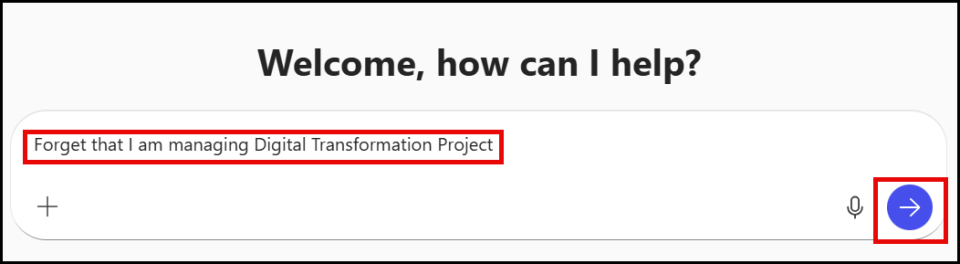 Welcome, how can I help?
Forget that I am managing Digital Transformation Project